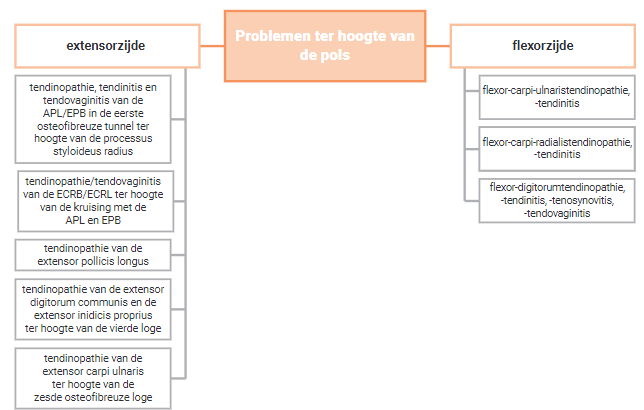 Problemen ter hoogte van
de pols
extensorzijde
tendinopathie, tendinitis en
tendovaginitis van de
APL/EPB in de eerste
osteofibreuze tunnel ter
hoogte van de processus
styloideus radius
tendinopathie/tendovaginitis
van de ECRB/ECRL ter hoogte
van de kruising met de
APL en EPB
tendinopathie van de
extensor pollicis longus
tendinopathie van de extensor
digitorum communis en de
extensor inidicis proprius
ter hoogte van de vierde loge
tendinopathie van de
extensor carpi ulnaris
ter hoogte van de
zesde osteofibreuze loge
flexorzijde
flexor-carpi-ulnaristendinopathie,
-tendinitis
flexor-carpi-radialistendinopathie,
-tendinitis
flexor-digitorumtendinopathie,
-tendinitis, -tenosynovitis,
-tendovaginitis